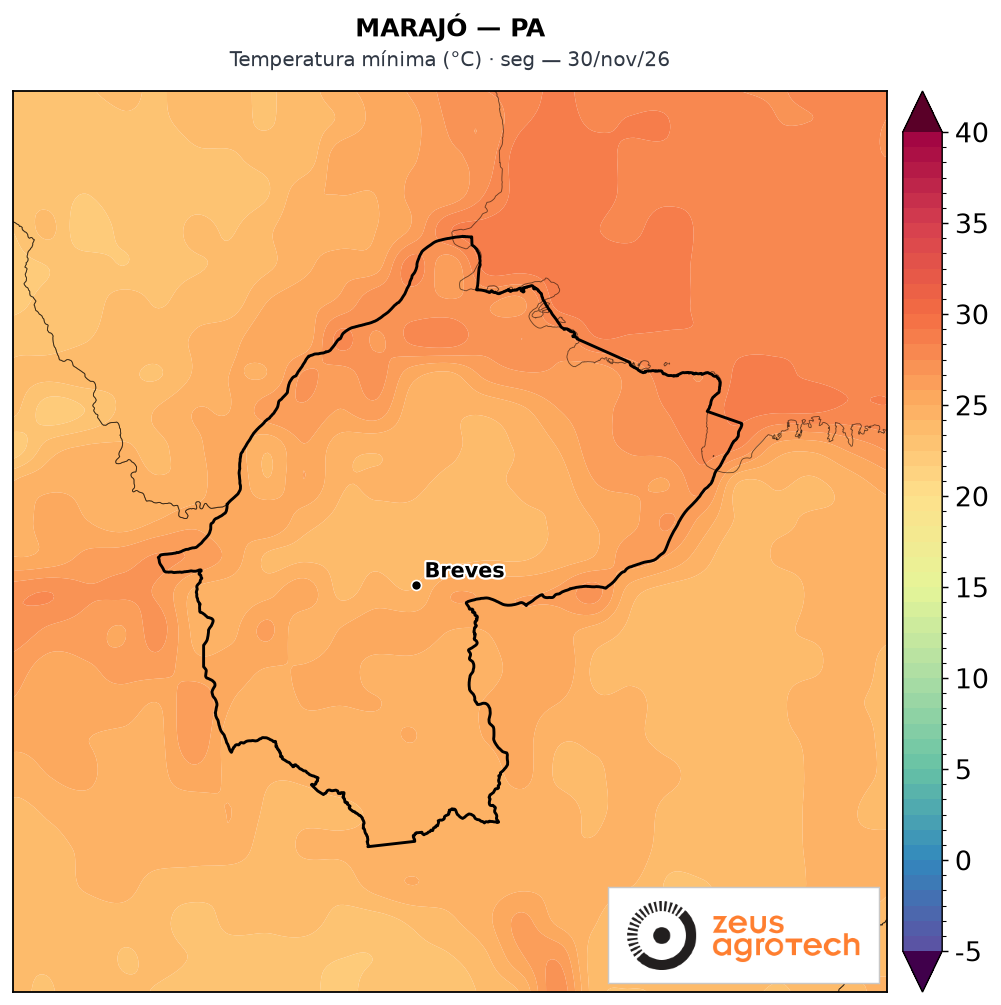 MARAJÓ — PA
Temperatura mínima (°C) · seg — 30/nov/26
40
35
30
25
20
15
10
5
0
-5
Breves
zeus
agrotech